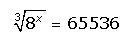 ∛8ˣ = 65536